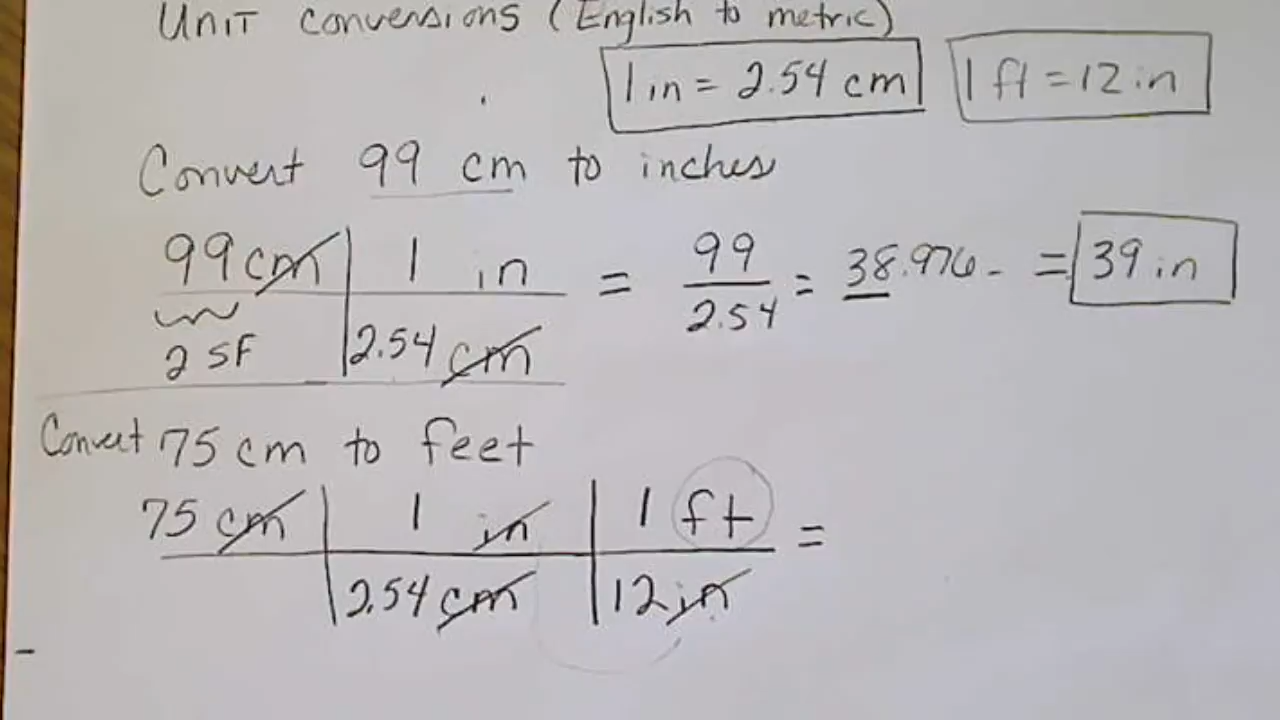 Unit conversions (English to metric)
1 in = 2.54 cm 1 ft = 12 in
Convert 99 cm to inches
99 cm 1 in = 99 = 38.976- = 39 in
2 SF 2.54 cm 2.54
Convert 75 cm to feet
75 cm 1 in 1 ft =
2.54 cm 12 in